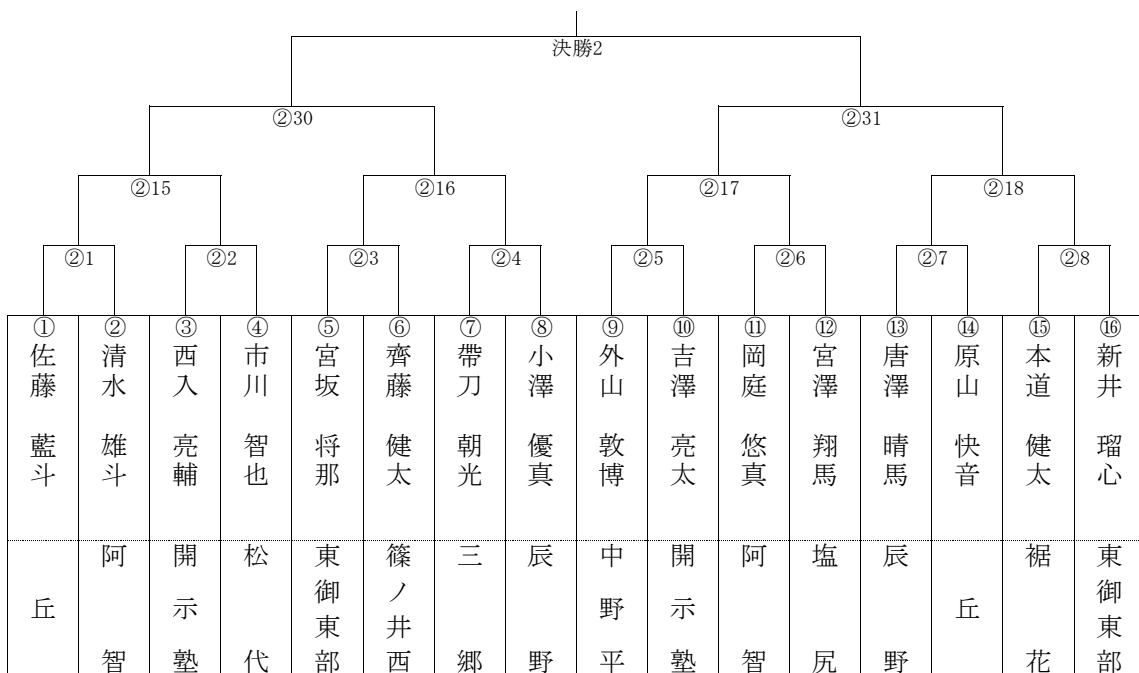 決勝2
②30
②31
②15
②16
②17
②18
②1
②2
②3
②4
②5
②6
②7
②8
① 佐藤 藍斗 丘
② 清水 雄斗 阿智
③ 西入 亮輔 開示塾
④ 市川 智也 松代
⑤ 宮坂 将那 東御東部
⑥ 齊藤 健太 篠ノ井西
⑦ 帶刀 朝光 三郷
⑧ 小澤 優真 辰野
⑨ 外山 敦博 中野平
⑩ 吉澤 亮太 開示塾
⑪ 岡庭 悠真 阿智
⑫ 宮澤 翔馬 塩尻
⑬ 唐澤 晴馬 辰野
⑭ 原山 快音 丘
⑮ 本道 健太 裾花
⑯ 新井 瑠心 東御東部